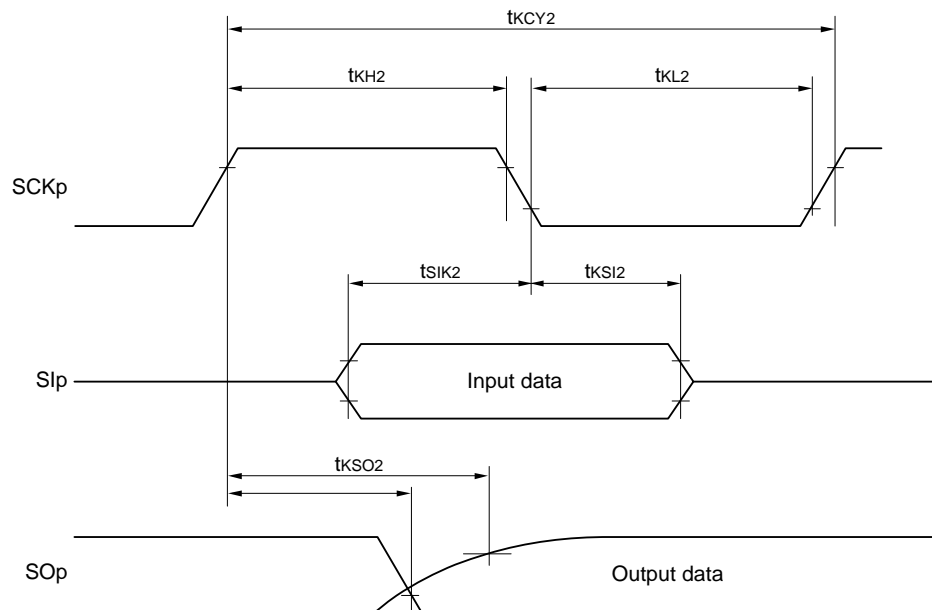 tKCY2
tKH2
tKL2
SCKp
tSIK2
tKSI2
SIp
Input data
tKSO2
SOp
Output data